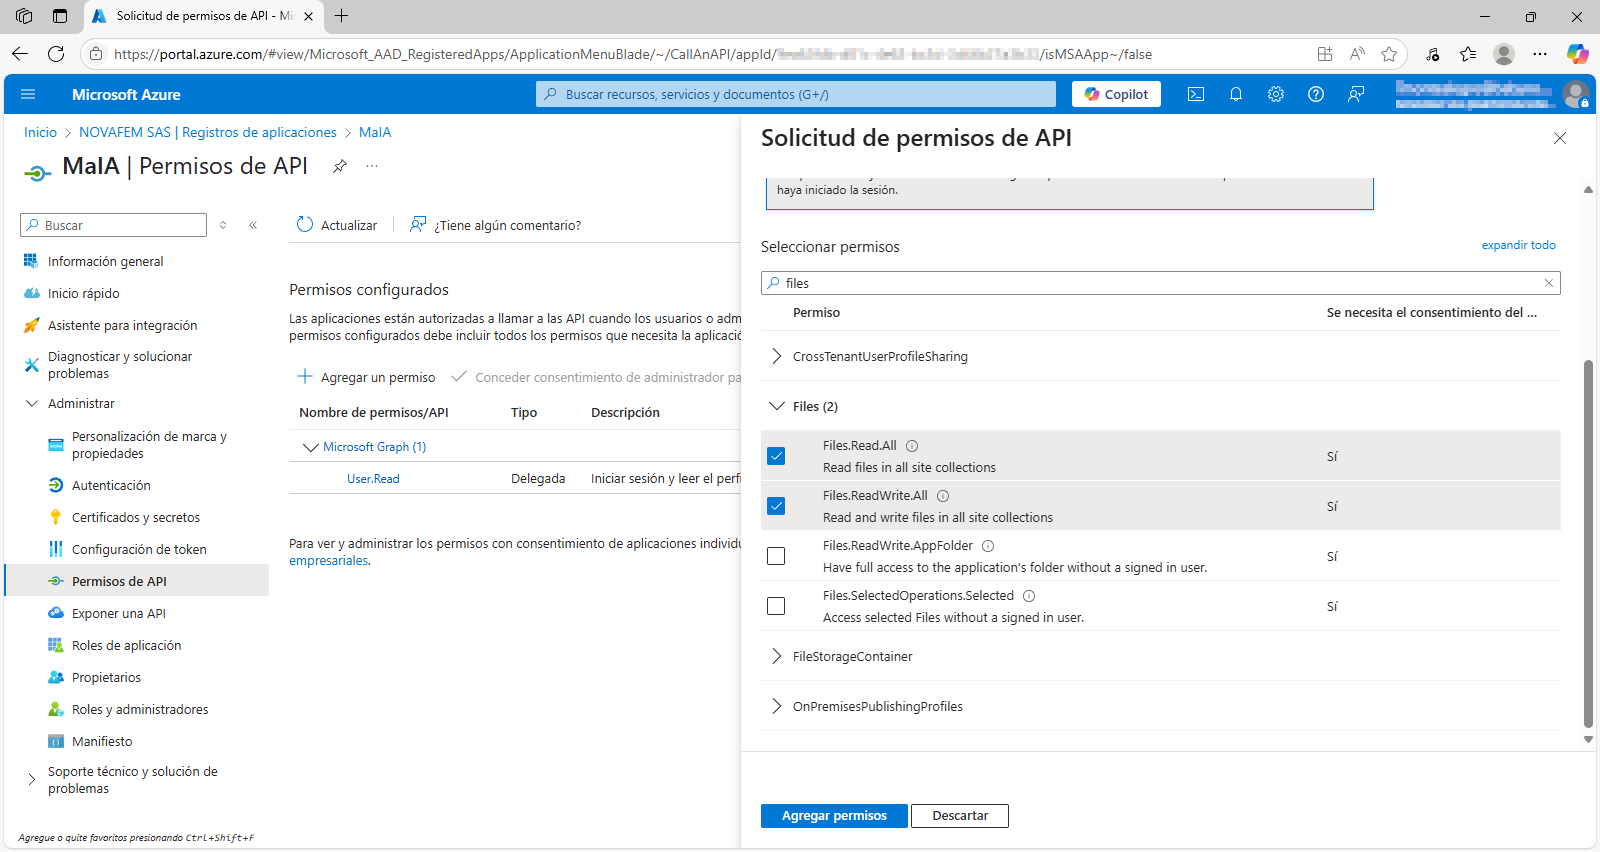 Solicitud de permisos de API - Mi
https://portal.azure.com/#view/Microsoft_AAD_RegisteredApps/ApplicationMenuBlade/~/CallAnAPI/appId/
/isMSAApp~/false
Microsoft Azure
Buscar recursos, servicios y documentos (G+/)
Copilot
Inicio > NOVAFEM SAS | Registros de aplicaciones > MaIA
MaIA | Permisos de API
Buscar
Información general
Inicio rápido
Asistente para integración
Diagnosticar y solucionar
problemas
Administrar
Personalización de marca y
propiedades
Autenticación
Certificados y secretos
Configuración de token
Permisos de API
Exponer una API
Roles de aplicación
Propietarios
Roles y administradores
Manifiesto
Soporte técnico y solución de
problemas
Agregue o quite favoritos presionando Ctrl+Shift+F
Actualizar
¿Tiene algún comentario?
Permisos configurados
Las aplicaciones están autorizadas a llamar a las API cuando los usuarios o adm
permisos configurados debe incluir todos los permisos que necesita la aplicació
Agregar un permiso
Conceder consentimiento de administrador pa
Nombre de permisos/API Tipo Descripción
Microsoft Graph (1)
User.Read Delegada Iniciar sesión y leer el perf
Para ver y administrar los permisos con consentimiento de aplicaciones individu
empresariales.
Solicitud de permisos de API
haya iniciado la sesión.
Seleccionar permisos
expandir todo
files
Permiso Se necesita el consentimiento del ...
CrossTenantUserProfileSharing
Files (2)
Files.Read.All
Read files in all site collections
Sí
Files.ReadWrite.All
Read and write files in all site collections
Sí
Files.ReadWrite.AppFolder
Have full access to the application's folder without a signed in user.
Sí
Files.SelectedOperations.Selected
Access selected Files without a signed in user.
Sí
FileStorageContainer
OnPremisesPublishingProfiles
Agregar permisos
Descartar